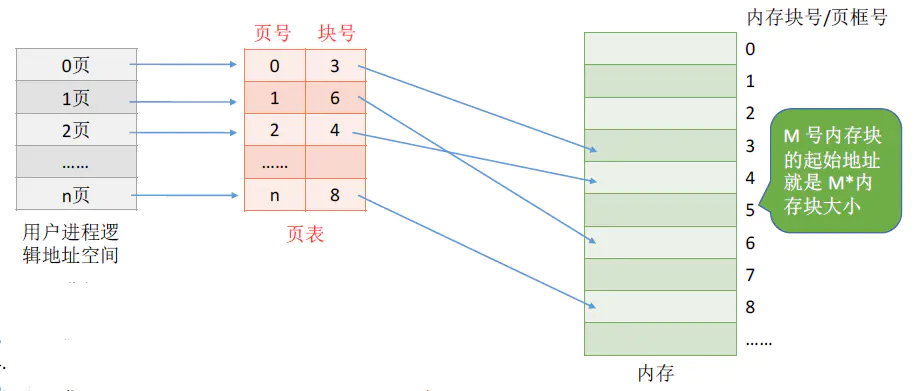 内存块号/页框号
页号 块号
0页
1页
2页
……
n页
用户进程逻
辑地址空间
0 3
1 6
2 4
……
n 8
页表
0
1
2
3
4
5
6
7
8
……
内存
M 号内存块
的起始地址
就是 M*内
存块大小